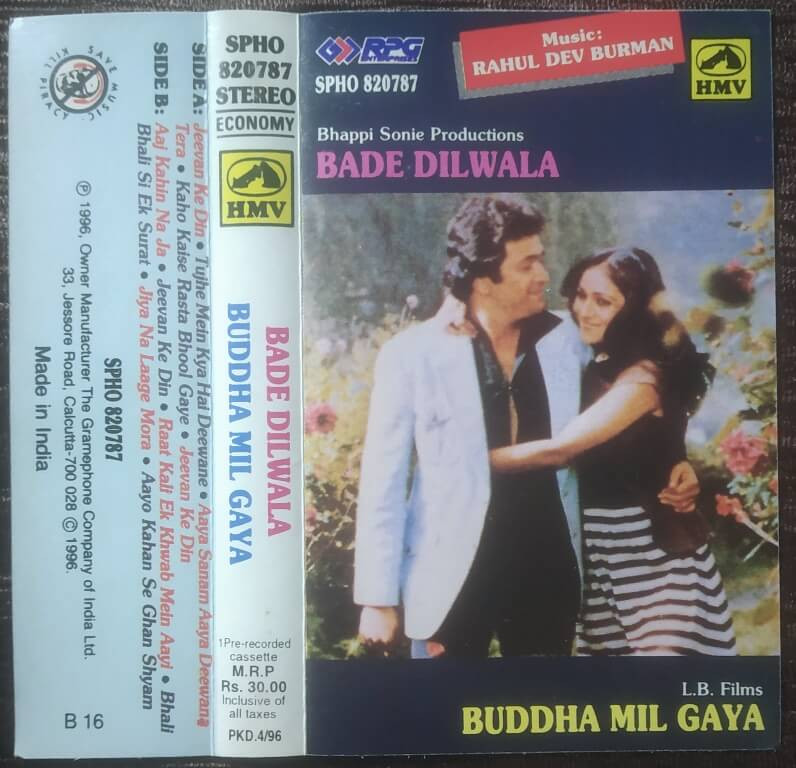 SAVE MUSIC
KILL PIRACY
SIDE A: Jeevan Ke Din • Tujhe Mein Kya Hai Deewane • Aaya Sanam Aaya Deewana
Tera • Kaho Kaise Rasta Bhool Gaye • Jeevan Ke Din
SIDE B: Aaj Kahin Na Ja • Jeevan Ke Din • Raat Kali Ek Khwab Mein Aayi • Bhali
Bhali Si Ek Surat • Jiya Na Laage Mora • Aayo Kahan Se Ghan Shyam
SPHO 820787
℗ 1996, Owner Manufacturer The Gramophone Company of India Ltd.
33, Jessore Road, Calcutta-700 028 © 1996.
Made in India
B 16
SPHO
820787
STEREO
ECONOMY
HMV
BADE DILWALA
BUDDHA MIL GAYA
1Pre-recorded
cassette
M.R.P
Rs. 30.00
Inclusive of
all taxes
PKD.4/96
RPG
ENTERPRISES
SPHO 820787
Music:
RAHUL DEV BURMAN
HMV
Bhappi Sonie Productions
BADE DILWALA
L.B. Films
BUDDHA MIL GAYA